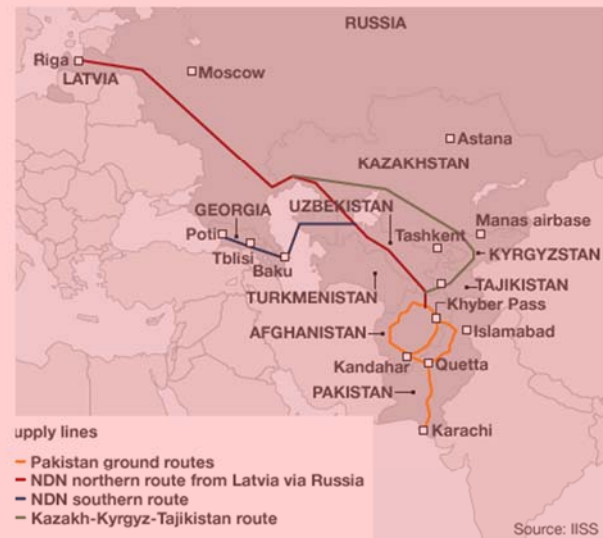 RUSSIA
Riga
LATVIA
Moscow
Astana
KAZAKHSTAN
UZBEKISTAN
GEORGIA
Manas airbase
Poti
Tashkent
KYRGYZSTAN
Tblisi
Baku
TAJIKISTAN
TURKMENISTAN
Khyber Pass
AFGHANISTAN
Islamabad
Kandahar
Quetta
PAKISTAN
Karachi
upply lines
Pakistan ground routes
NDN northern route from Latvia via Russia
NDN southern route
Kazakh-Kyrgyz-Tajikistan route
Source: IISS